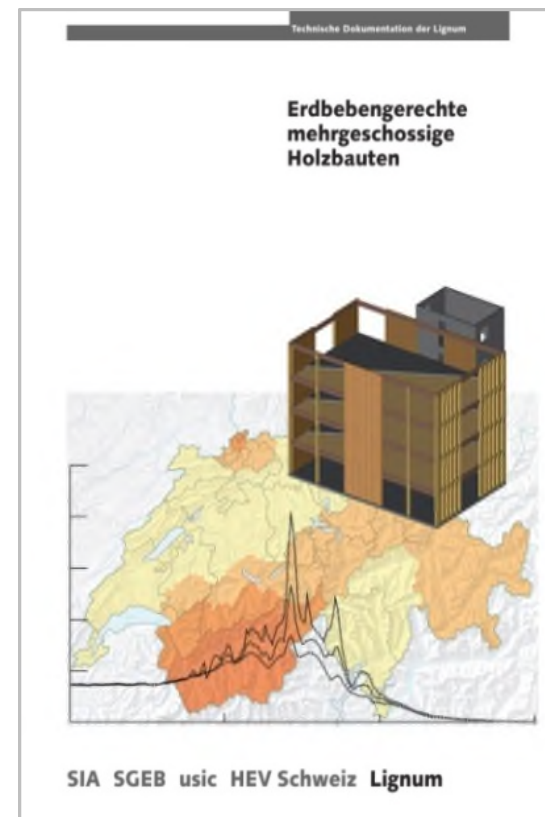 Technische Dokumentation der Lignum
Erdbebengerechte
mehrgeschossige
Holzbauten
SIA SGEB usic HEV Schweiz Lignum